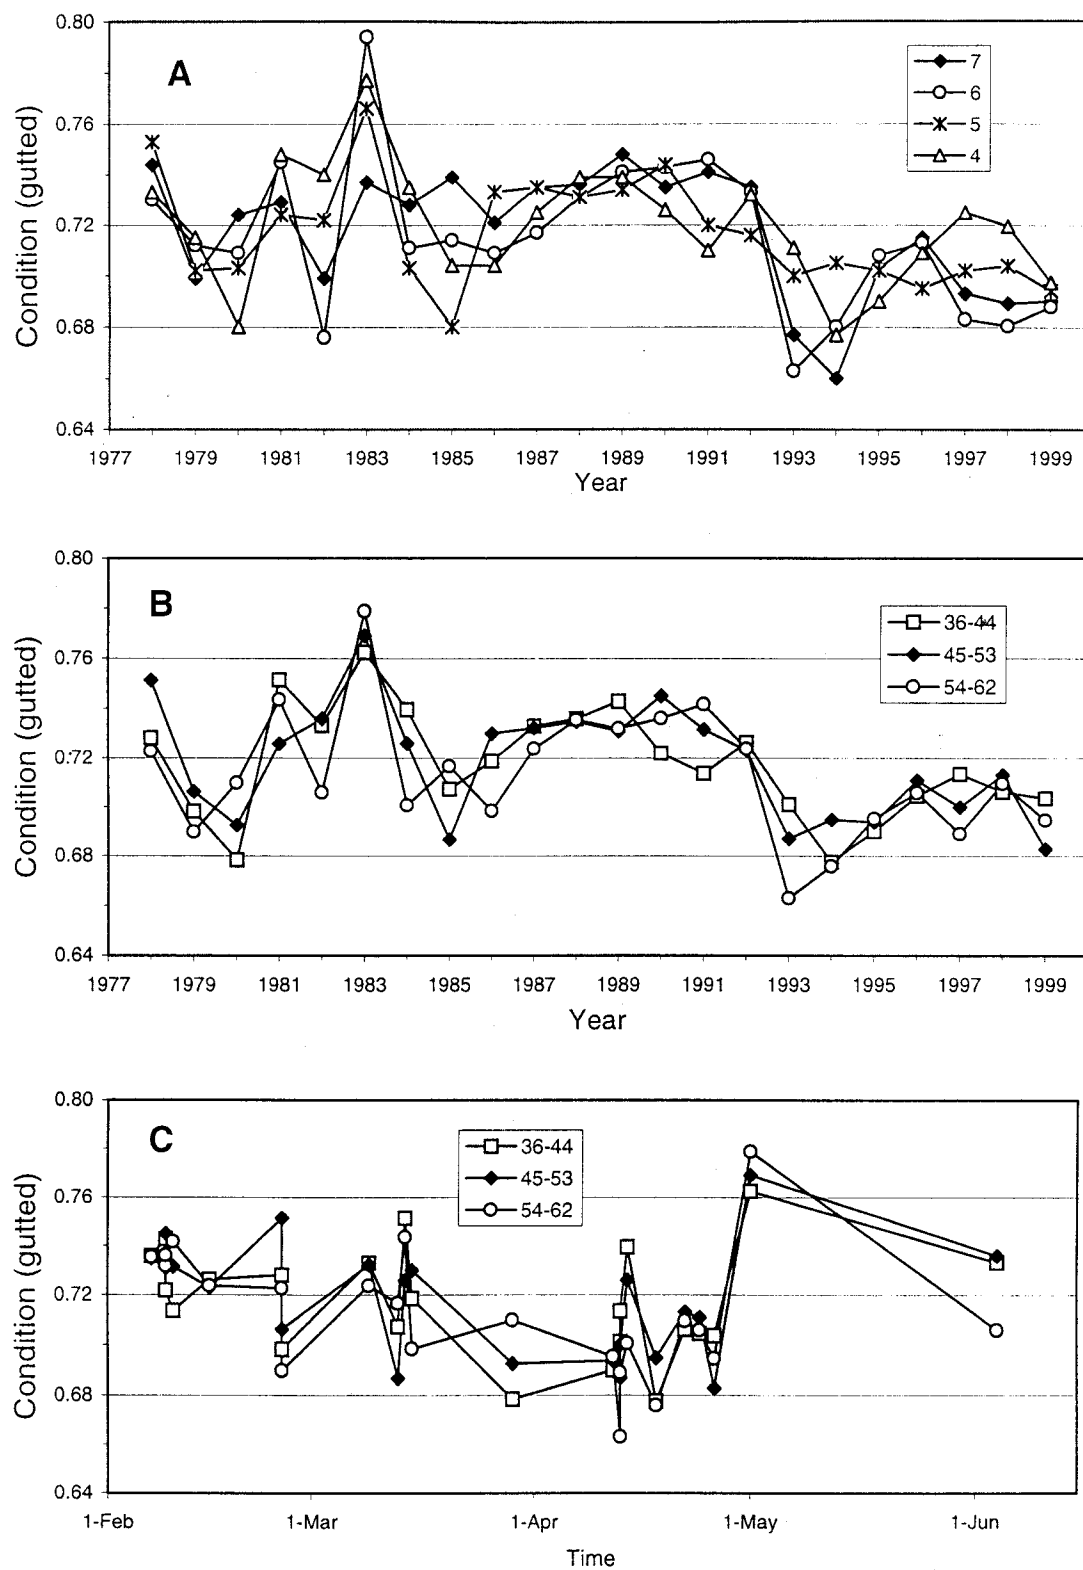 0.80
A
7
6
5
4
0.76
0.72
0.68
0.64
Condition (gutted)
1977 1979 1981 1983 1985 1987 1989 1991 1993 1995 1997 1999
Year
0.80
B
36-44
45-53
54-62
0.76
0.72
0.68
0.64
Condition (gutted)
1977 1979 1981 1983 1985 1987 1989 1991 1993 1995 1997 1999
Year
0.80
C
36-44
45-53
54-62
0.76
0.72
0.68
0.64
Condition (gutted)
1-Feb 1-Mar 1-Apr 1-May 1-Jun
Time